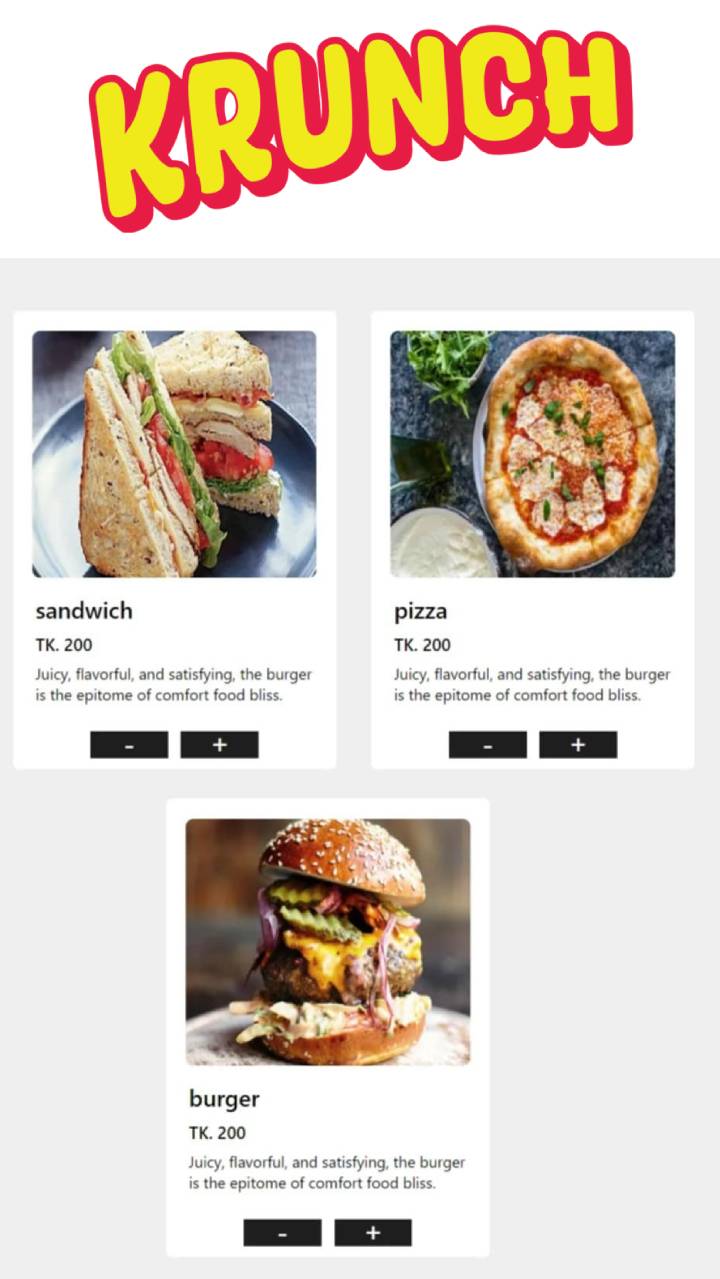 KRUNCH
sandwich
TK. 200
Juicy, flavorful, and satisfying, the burger
is the epitome of comfort food bliss.
- +
pizza
TK. 200
Juicy, flavorful, and satisfying, the burger
is the epitome of comfort food bliss.
- +
burger
TK. 200
Juicy, flavorful, and satisfying, the burger
is the epitome of comfort food bliss.
- +